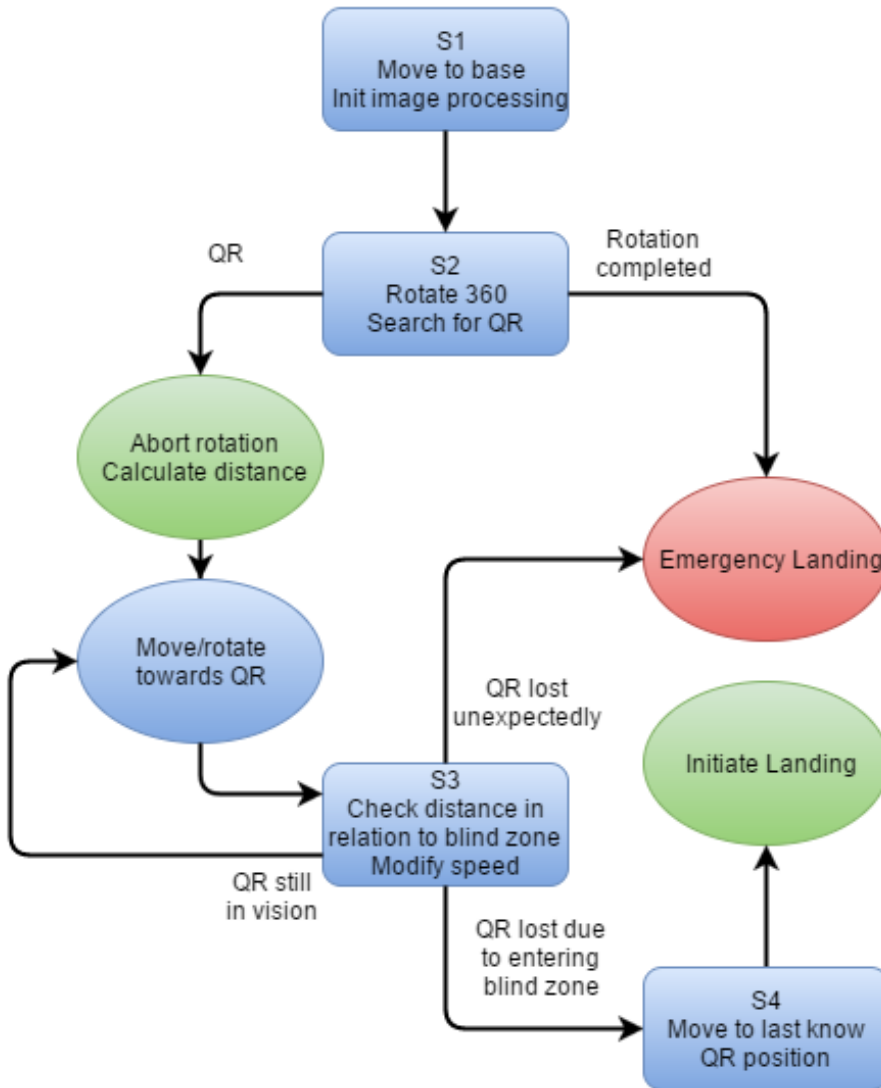 S1
Move to base
Init image processing
QR
Rotation
completed
S2
Rotate 360
Search for QR
Abort rotation
Calculate distance
Emergency Landing
Move/rotate
towards QR
QR lost
unexpectedly
Initiate Landing
S3
Check distance in
relation to blind zone
Modify speed
QR still
in vision
QR lost due
to entering
blind zone
S4
Move to last know
QR position